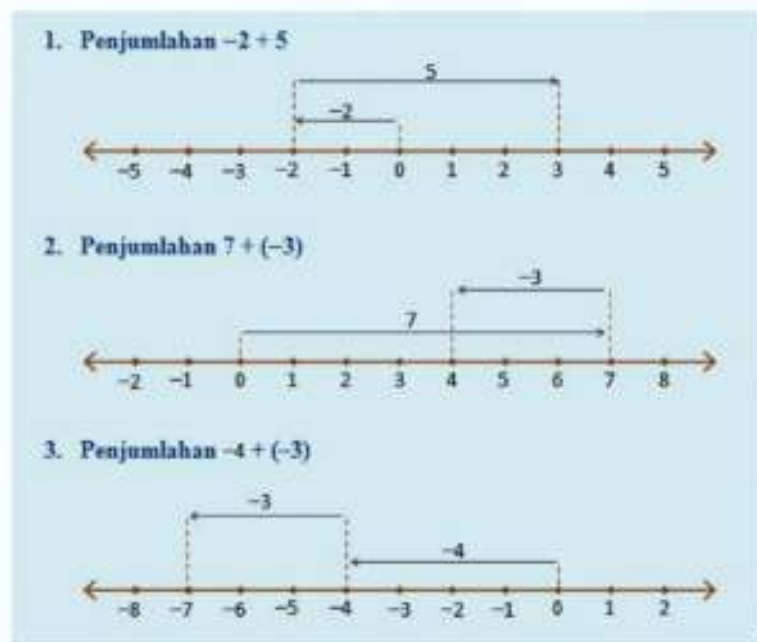 1. Penjumlahan −2 + 5
5
−2
−5 −4 −3 −2 −1 0 1 2 3 4 5
2. Penjumlahan 7 + (−3)
−3
7
−2 −1 0 1 2 3 4 5 6 7 8
3. Penjumlahan −4 + (−3)
−3
−4
−8 −7 −6 −5 −4 −3 −2 −1 0 1 2